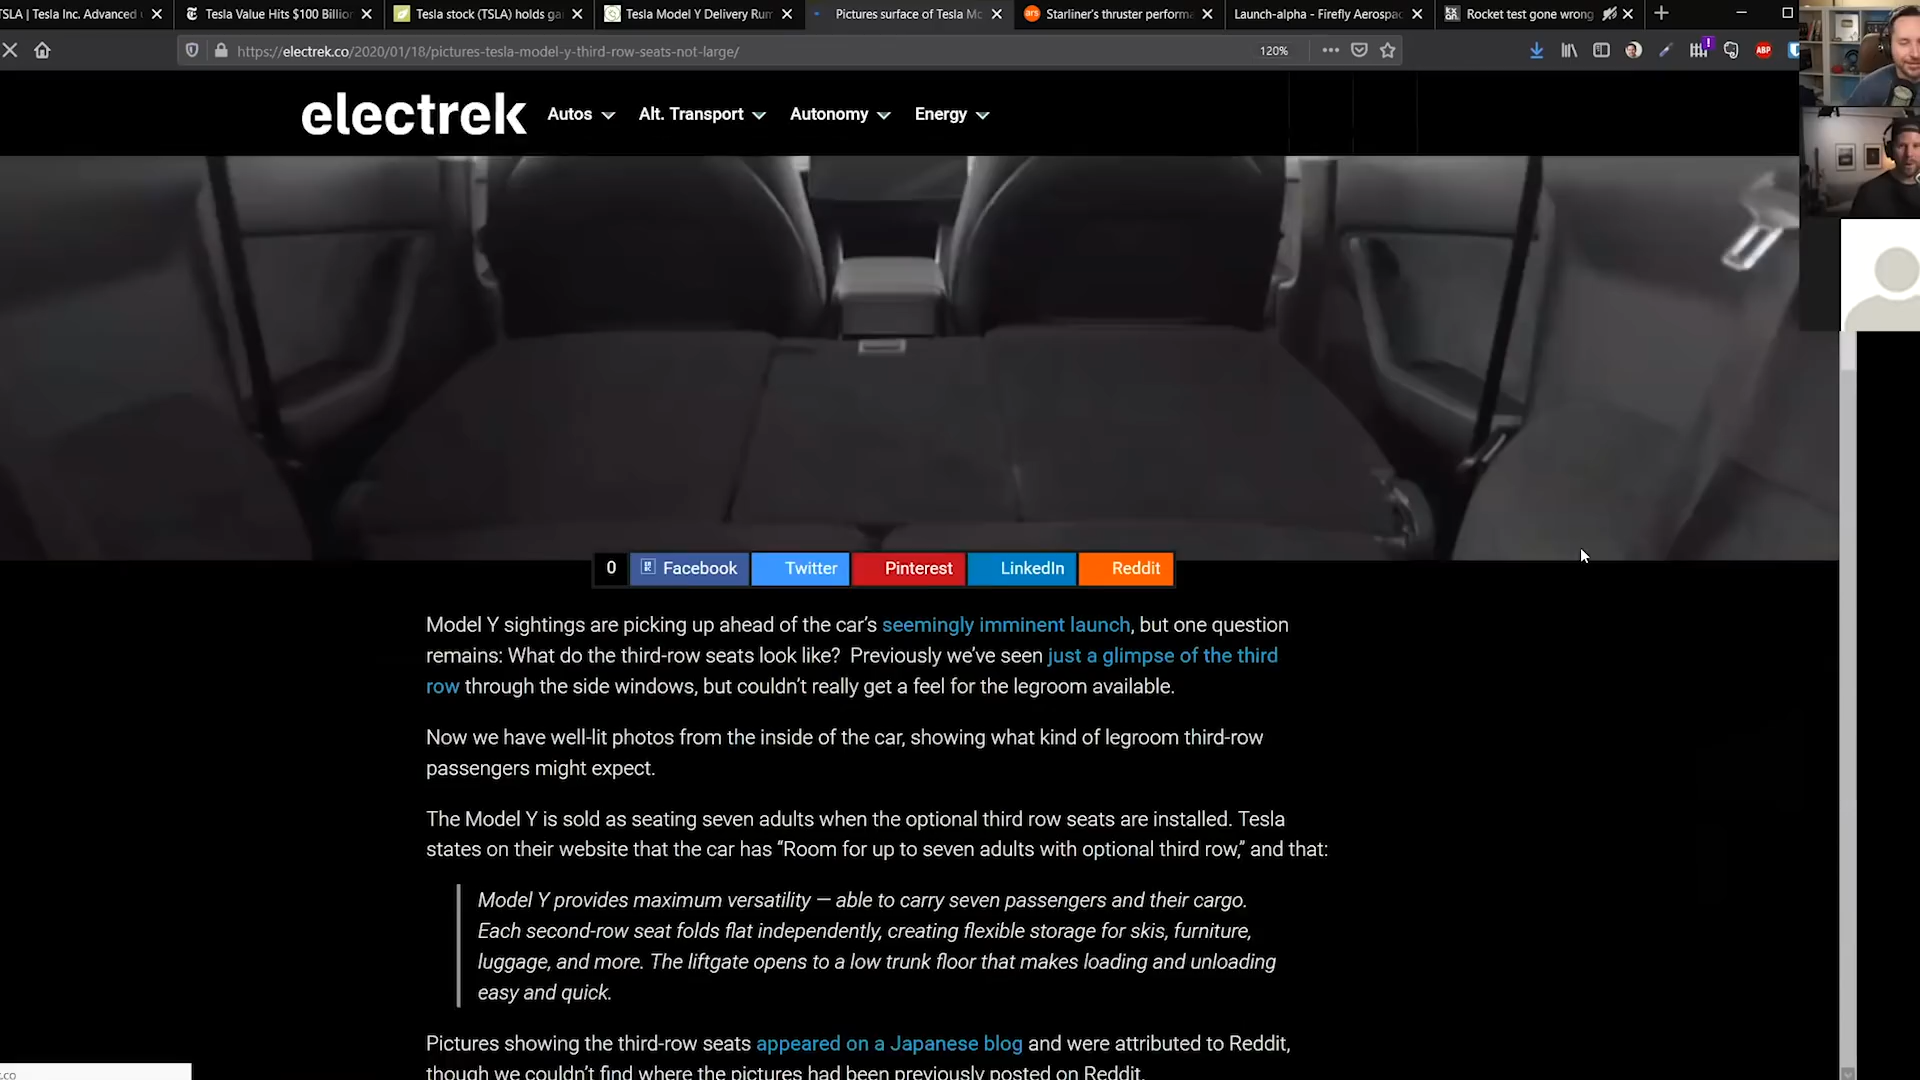 TSLA | Tesla Inc. Advanced
Tesla Value Hits $100 Billion
Tesla stock (TSLA) holds ga
Tesla Model Y Delivery Rum
Pictures surface of Tesla Mo
ars
Starliner's thruster performa
Launch-alpha - Firefly Aerospac
Rocket test gone wrong
https://electrek.co/2020/01/18/pictures-tesla-model-y-third-row-seats-not-large/
120%
ABP
electrek
Autos
Alt. Transport
Autonomy
Energy
0
Facebook
Twitter
Pinterest
LinkedIn
Reddit
Model Y sightings are picking up ahead of the car's seemingly imminent launch, but one question
remains: What do the third-row seats look like? Previously we've seen just a glimpse of the third
row through the side windows, but couldn't really get a feel for the legroom available.
Now we have well-lit photos from the inside of the car, showing what kind of legroom third-row
passengers might expect.
The Model Y is sold as seating seven adults when the optional third row seats are installed. Tesla
states on their website that the car has “Room for up to seven adults with optional third row,” and that:
Model Y provides maximum versatility — able to carry seven passengers and their cargo.
Each second-row seat folds flat independently, creating flexible storage for skis, furniture,
luggage, and more. The liftgate opens to a low trunk floor that makes loading and unloading
easy and quick.
Pictures showing the third-row seats appeared on a Japanese blog and were attributed to Reddit,
though we couldn't find where the pictures had been previously posted on Reddit.
.co